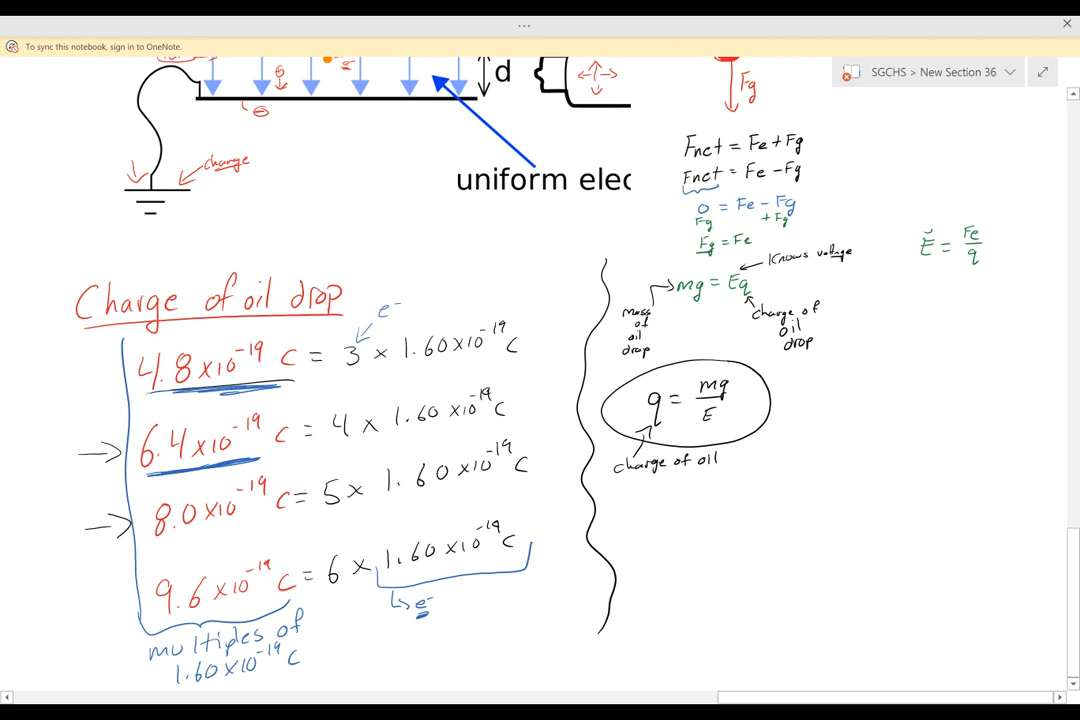 ...
To sync this notebook, sign in to OneNote.
SGCHS > New Section 36
e⁻
d
Fg
charge
uniform elec
Fnet = Fe + Fg
Fnet = Fe - Fg
0 = Fe - Fg
Fg + Fg
Fg = Fe
Knows voltage
mg = Eq
mass of oil drop
charge of oil drop
E = Fe/q
q = mg/E
charge of oil
Charge of oil drop
e⁻
4.8x10⁻¹⁹ C = 3 x 1.60x10⁻¹⁹ C
6.4x10⁻¹⁹ C = 4 x 1.60x10⁻¹⁹ C
8.0x10⁻¹⁹ C = 5 x 1.60x10⁻¹⁹ C
9.6x10⁻¹⁹ C = 6 x 1.60x10⁻¹⁹ C
e⁻
multiples of
1.60x10⁻¹⁹ C